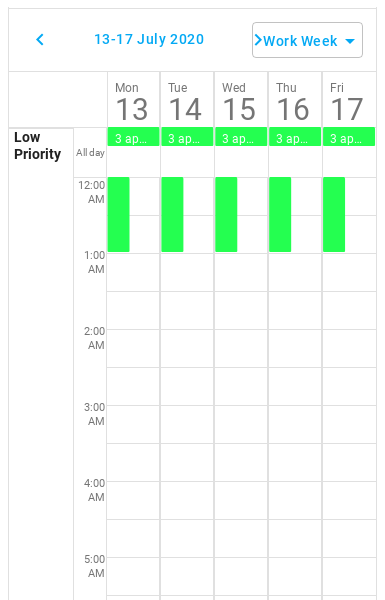 13-17 July 2020
Work Week
Mon Tue Wed Thu Fri
13 14 15 16 17
Low
Priority
All day
3 ap... 3 ap... 3 ap... 3 ap... 3 ap...
12:00
AM
1:00
AM
2:00
AM
3:00
AM
4:00
AM
5:00
AM